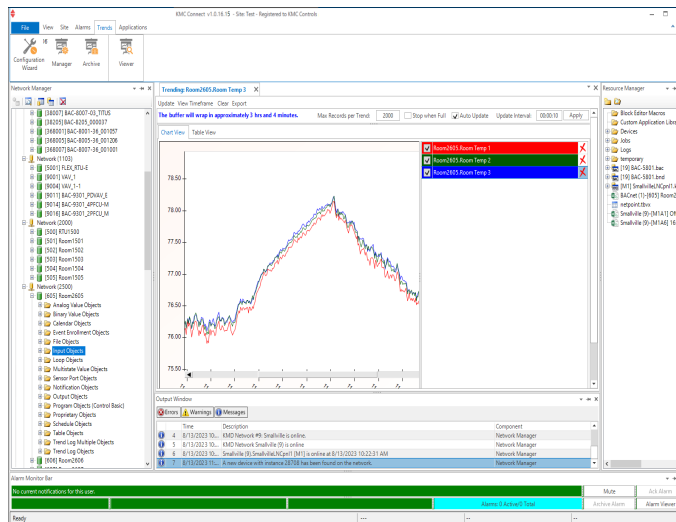 KMC Connect v1.0.19.15 - Site: Test - Registered to KMC Controls
File View Site Alarms Trends Applications
Configuration Wizard
Manager
Archive
Viewer
Network Manager
[38007] BAC-8007-03_TITUS
[38205] BAC-8205_000037
[368001] BAC-8001-36_001057
[368005] BAC-8005-36_001206
[368007] BAC-8007-36_001001
Network (1103)
[5001] FLEX_RTU-E
[9001] VAV_1
[9004] VAV_1-1
[9011] BAC-9301_PDVAV_E
[9014] BAC-9301_4PFCU-M
[9016] BAC-9301_2PFCU_M
Network (2000)
[500] RTU1500
[501] Room1501
[502] Room1502
[503] Room1503
[504] Room1504
[505] Room1505
Network (2500)
[605] Room2605
Analog Value Objects
Binary Value Objects
Calendar Objects
Event Enrollment Objects
File Objects
Input Objects
Loop Objects
Multistate Value Objects
Sensor Port Objects
Notification Objects
Output Objects
Program Objects (Control Basic)
Proprietary Objects
Schedule Objects
Table Objects
Trend Log Multiple Objects
Trend Log Objects
[606] Room2606
Trending:Room2605.Room Temp 3 X
Update View Timeframe Clear Export
The buffer will wrap in approximately 3 hrs and 4 minutes. Max Records per Trend 2000 Stop when Full Auto Update Update Interval: 00:00:10 Apply
Chart View Table View
78.50
78.00
77.50
77.00
76.50
76.00
75.50
Room2605.Room Temp 1
Room2605.Room Temp 2
Room2605.Room Temp 3
Resource Manager
Block Editor Macros
Custom Application Libra
Devices
Jobs
Logs
temporary
[19] BAC-5801.bac
[19] BAC-5801.bnd
BACnet (1)-[605] Room2
netpoint.tbvx
Smallville (9)-[M1A1] Off
Smallville (9)-[M1A6] 16
Output Window
Errors Warnings Messages
Time Description Component
4 8/13/2023 10... KMD Network #9: Smallville is online. Network Manager
5 8/13/2023 10... KMD Network Smallville (9) is online Network Manager
6 8/13/2023 10... Smallville (9).SmallvilleLNCpnl1 [M1] is online at 8/13/2023 10:22:31 AM Network Manager
7 8/13/2023 11... A new device with instance 28708 has been found on the network. Network Manager
Alarm Monitor Bar
No current notifications for this user.
Mute Ack Alarm
Alarms: 0 Active/0 Total
Archive Alarm Alarm Viewer
Ready --- -- --